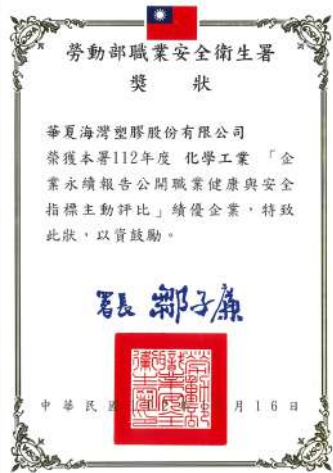 勞動部職業安全衛生署
獎狀
華夏海灣塑膠股份有限公司
榮獲本署112年度 化學工業 「企
業永續報告公開職業健康與安全
指標主動評比」績優企業，特致
此狀，以資鼓勵。
署長 鄒子廉
中華民國 月16日